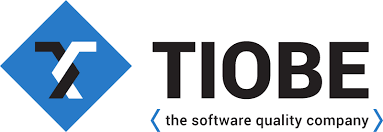 TIOBE
⟨ the software quality company ⟩